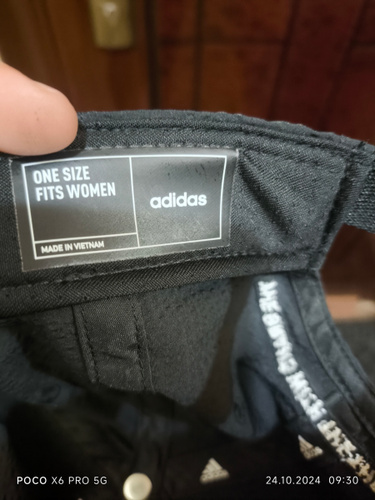 ONE SIZE
FITS WOMEN
adidas
MADE IN VIETNAM
POCO X6 PRO 5G
24.10.2024 09:30